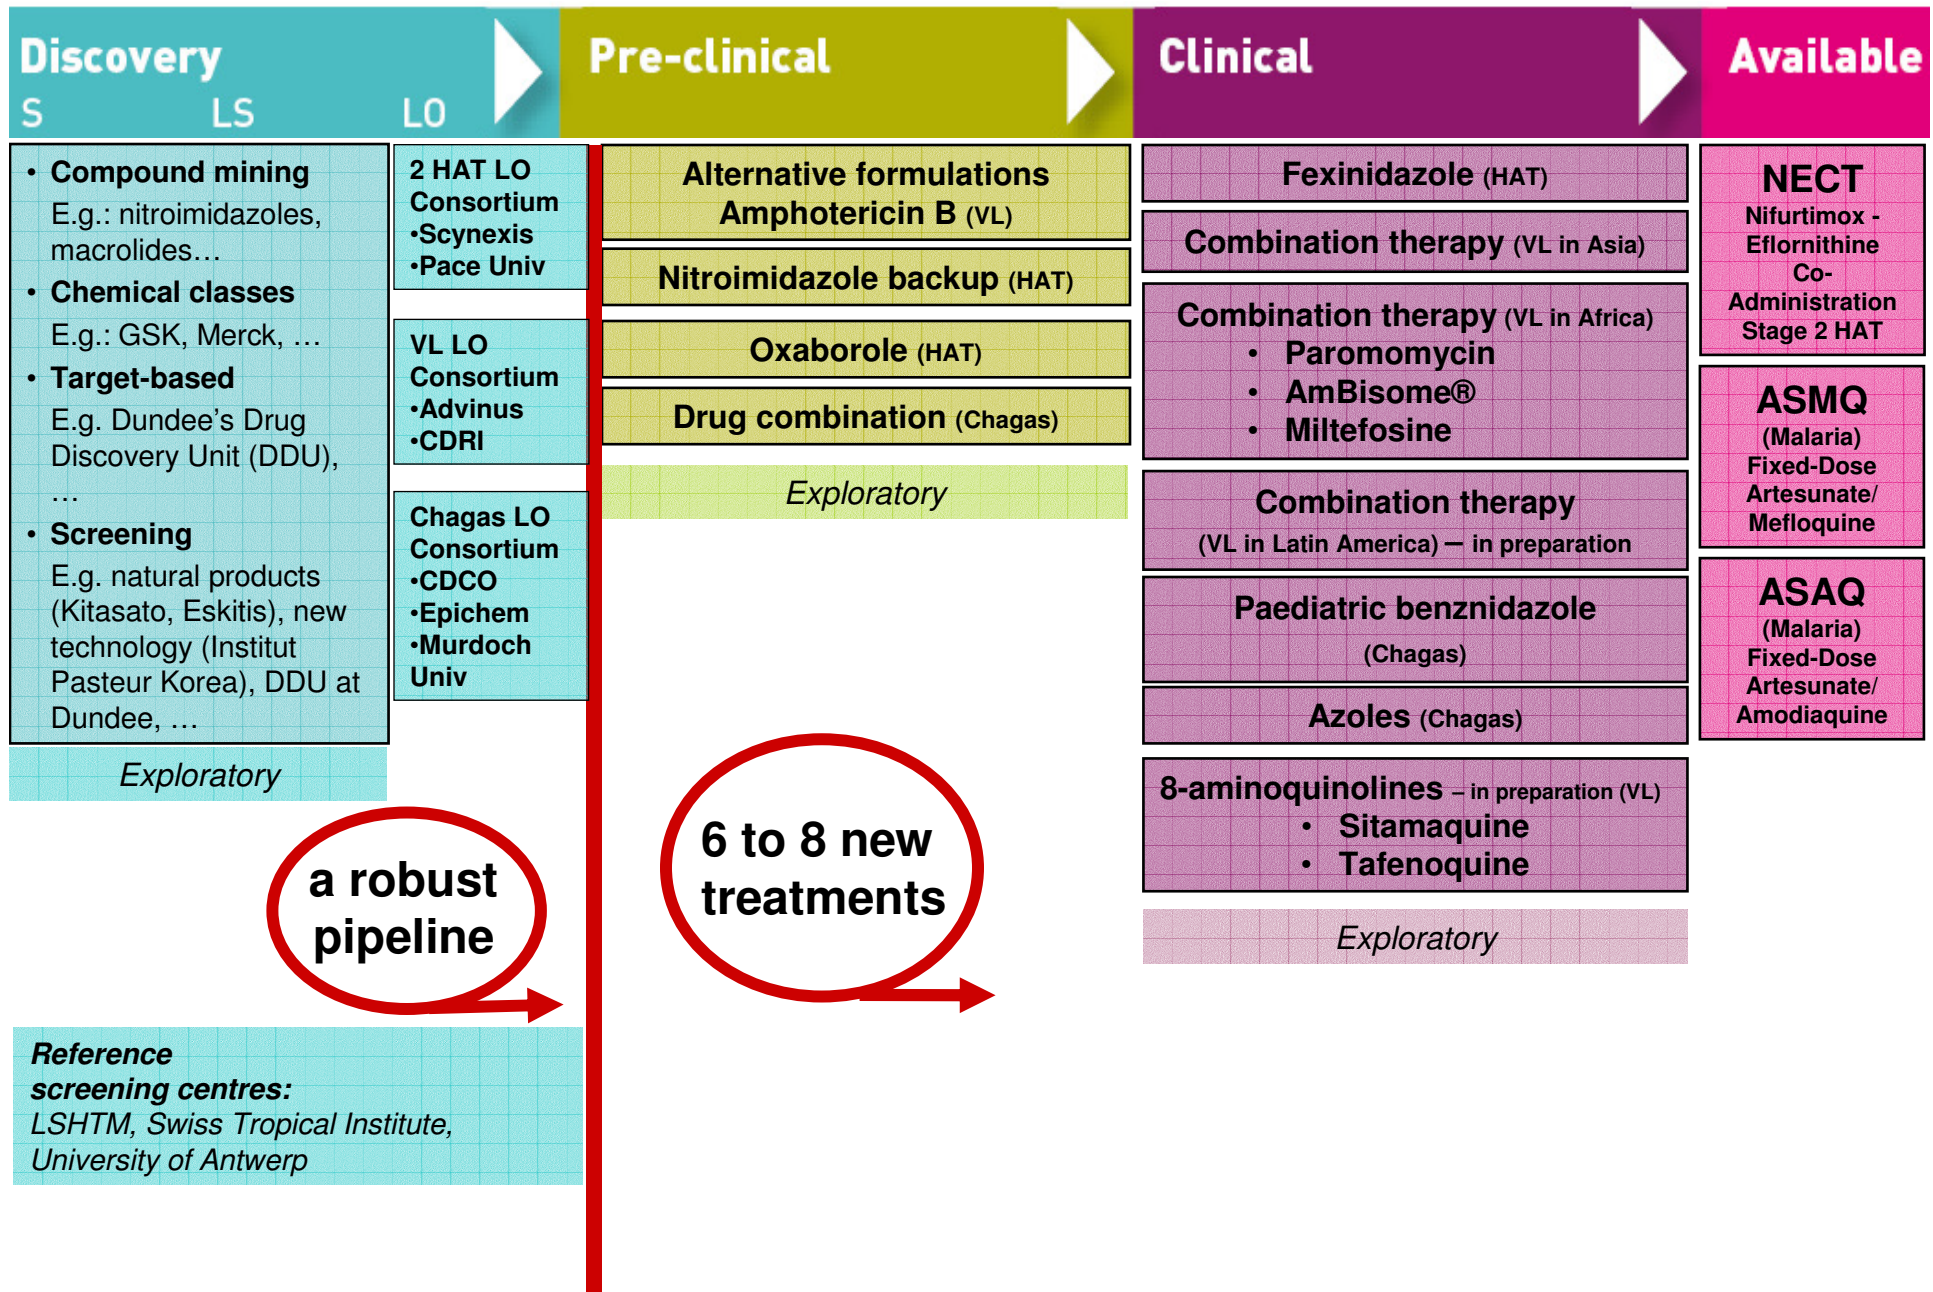 Discovery
S LS LO
Pre-clinical
Clinical
Available
• Compound mining
E.g.: nitroimidazoles,
macrolides…
• Chemical classes
E.g.: GSK, Merck, …
• Target-based
E.g. Dundee’s Drug
Discovery Unit (DDU),
…
• Screening
E.g. natural products
(Kitasato, Eskitis), new
technology (Institut
Pasteur Korea), DDU at
Dundee, …
Exploratory
2 HAT LO
Consortium
•Scynexis
•Pace Univ
VL LO
Consortium
•Advinus
•CDRI
Chagas LO
Consortium
•CDCO
•Epichem
•Murdoch
Univ
a robust
pipeline
Reference
screening centres:
LSHTM, Swiss Tropical Institute,
University of Antwerp
Alternative formulations
Amphotericin B (VL)
Nitroimidazole backup (HAT)
Oxaborole (HAT)
Drug combination (Chagas)
Exploratory
6 to 8 new
treatments
Fexinidazole (HAT)
Combination therapy (VL in Asia)
Combination therapy (VL in Africa)
• Paromomycin
• AmBisome®
• Miltefosine
Combination therapy
(VL in Latin America) – in preparation
Paediatric benznidazole
(Chagas)
Azoles (Chagas)
8-aminoquinolines – in preparation (VL)
• Sitamaquine
• Tafenoquine
Exploratory
NECT
Nifurtimox -
Eflornithine
Co-
Administration
Stage 2 HAT
ASMQ
(Malaria)
Fixed-Dose
Artesunate/
Mefloquine
ASAQ
(Malaria)
Fixed-Dose
Artesunate/
Amodiaquine